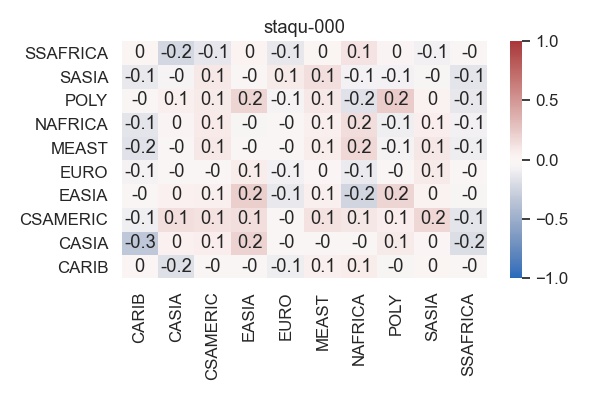 staqu-000
SSAFRICA 0 -0.2 -0.1 0 -0.1 0 0.1 0 -0.1 -0
SASIA -0.1 -0 0.1 -0 0.1 0.1 -0.1 -0.1 -0 -0.1
POLY -0 0.1 0.1 0.2 -0.1 0.1 -0.2 0.2 0 -0.1
NAFRICA -0.1 0 0.1 -0 -0 0.1 0.2 -0.1 0.1 -0.1
MEAST -0.2 -0 0.1 -0 -0 0.1 0.2 -0.1 0.1 -0.1
EURO -0.1 -0 -0 0.1 -0.1 0 -0.1 -0 0.1 -0
EASIA -0 0 0.1 0.2 -0.1 0.1 -0.2 0.2 0 -0
CSAMERIC -0.1 0.1 0.1 0.1 -0 0.1 0.1 0.1 0.2 -0.1
CASIA -0.3 0 0.1 0.2 -0 -0 -0 0.1 0 -0.2
CARIB 0 -0.2 -0 -0 -0.1 0.1 0.1 -0 0 -0
CARIB CASIA CSAMERIC EASIA EURO MEAST NAFRICA POLY SASIA SSAFRICA
1.0
0.5
0.0
−0.5
−1.0